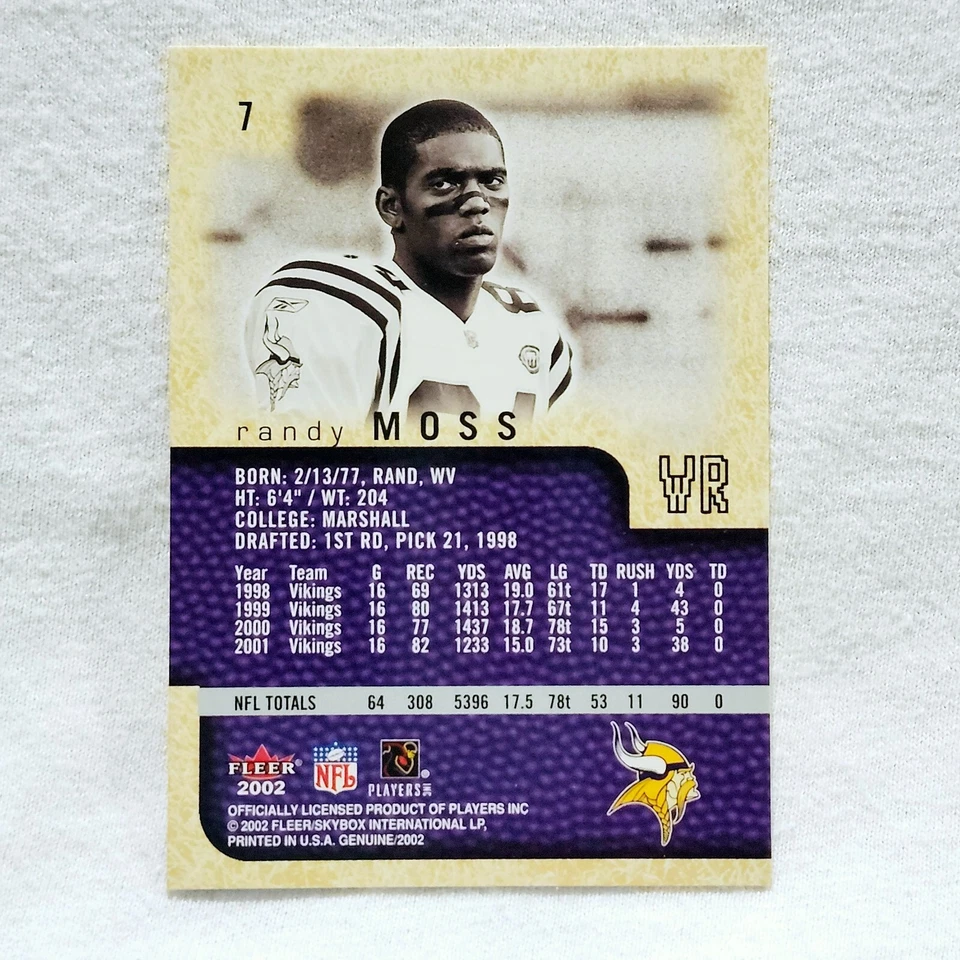 7
randy MOSS
WR
BORN: 2/13/77, RAND, WV
HT: 6'4" / WT: 204
COLLEGE: MARSHALL
DRAFTED: 1ST RD, PICK 21, 1998
Year Team G REC YDS AVG LG TD RUSH YDS TD
1998 Vikings 16 69 1313 19.0 61t 17 1 4 0
1999 Vikings 16 80 1413 17.7 67t 11 4 43 0
2000 Vikings 16 77 1437 18.7 78t 15 3 5 0
2001 Vikings 16 82 1233 15.0 73t 10 3 38 0
NFL TOTALS 64 308 5396 17.5 78t 53 11 90 0
FLEER®
2002
NFL
PLAYERS INC®
OFFICIALLY LICENSED PRODUCT OF PLAYERS INC
© 2002 FLEER/SKYBOX INTERNATIONAL LP,
PRINTED IN U.S.A. GENUINE/2002